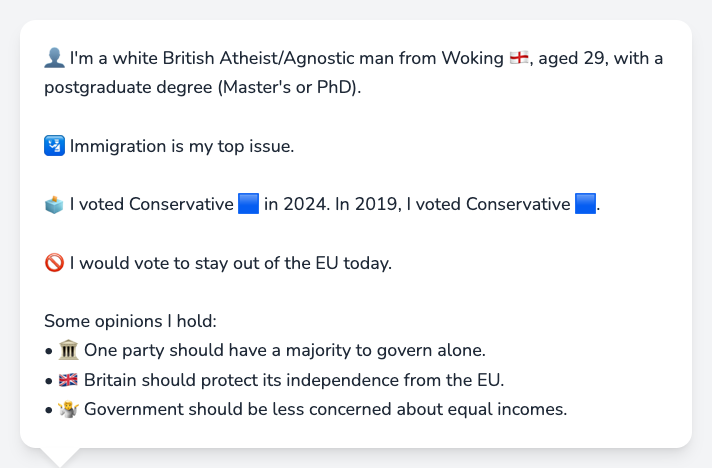 👤 I'm a white British Atheist/Agnostic man from Woking 🏴󠁧󠁢󠁥󠁮󠁧󠁿, aged 29, with a
postgraduate degree (Master's or PhD).
🛂 Immigration is my top issue.
🗳️ I voted Conservative 🟦 in 2024. In 2019, I voted Conservative 🟦.
🚫 I would vote to stay out of the EU today.
Some opinions I hold:
• 🏛️ One party should have a majority to govern alone.
• 🇬🇧 Britain should protect its independence from the EU.
• 🤷 Government should be less concerned about equal incomes.